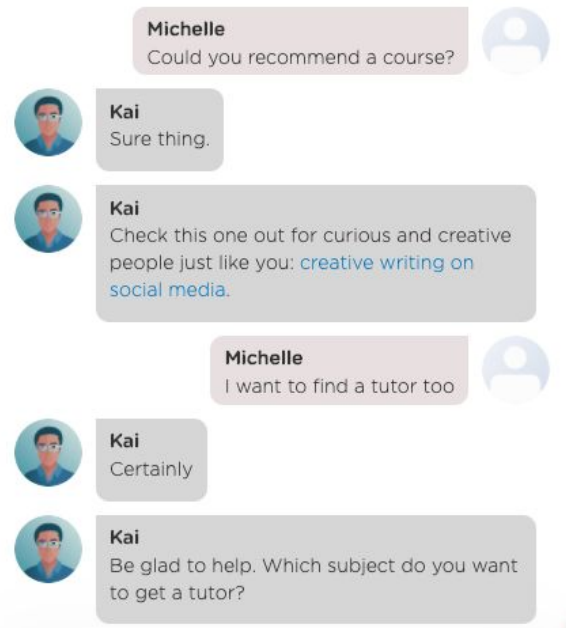 Michelle
Could you recommend a course?
Kai
Sure thing.
Kai
Check this one out for curious and creative
people just like you: creative writing on
social media.
Michelle
I want to find a tutor too
Kai
Certainly
Kai
Be glad to help. Which subject do you want
to get a tutor?